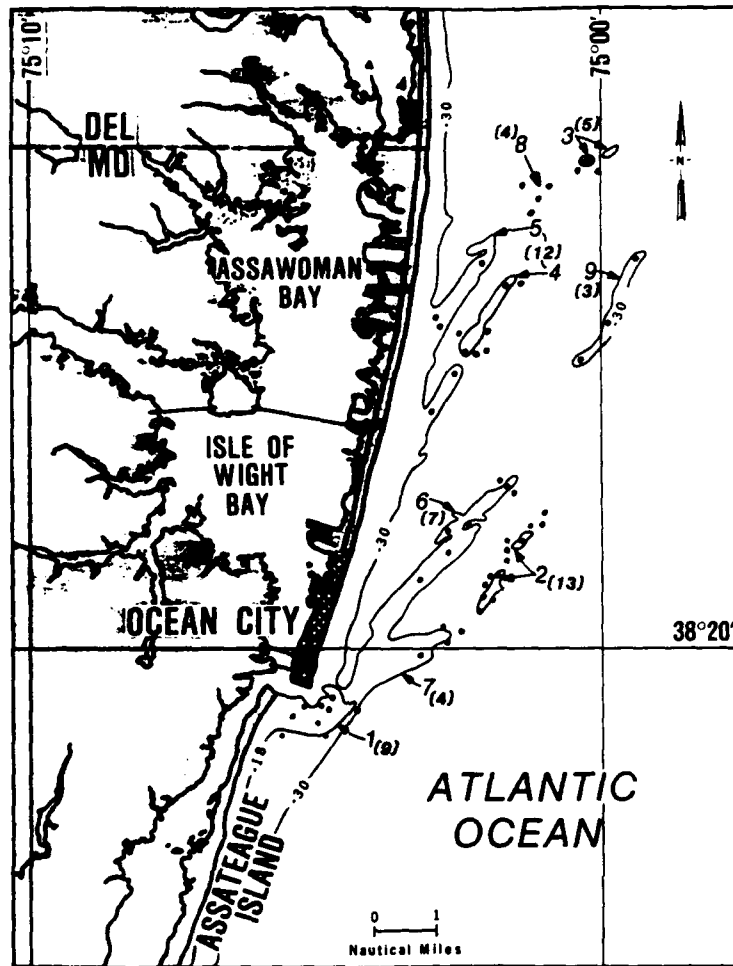 75°10'
75°00'
DEL
MD
N
30
(4)
8
3
(5)
5
(12)
4
9
(3)
30
ASSAWOMAN
BAY
ISLE OF
WIGHT
BAY
30
6
(7)
2
(13)
OCEAN CITY
38°20'
7
(4)
1
(9)
18
30
ATLANTIC
OCEAN
ASSATEAGUE
ISLAND
0 1
Nautical Miles